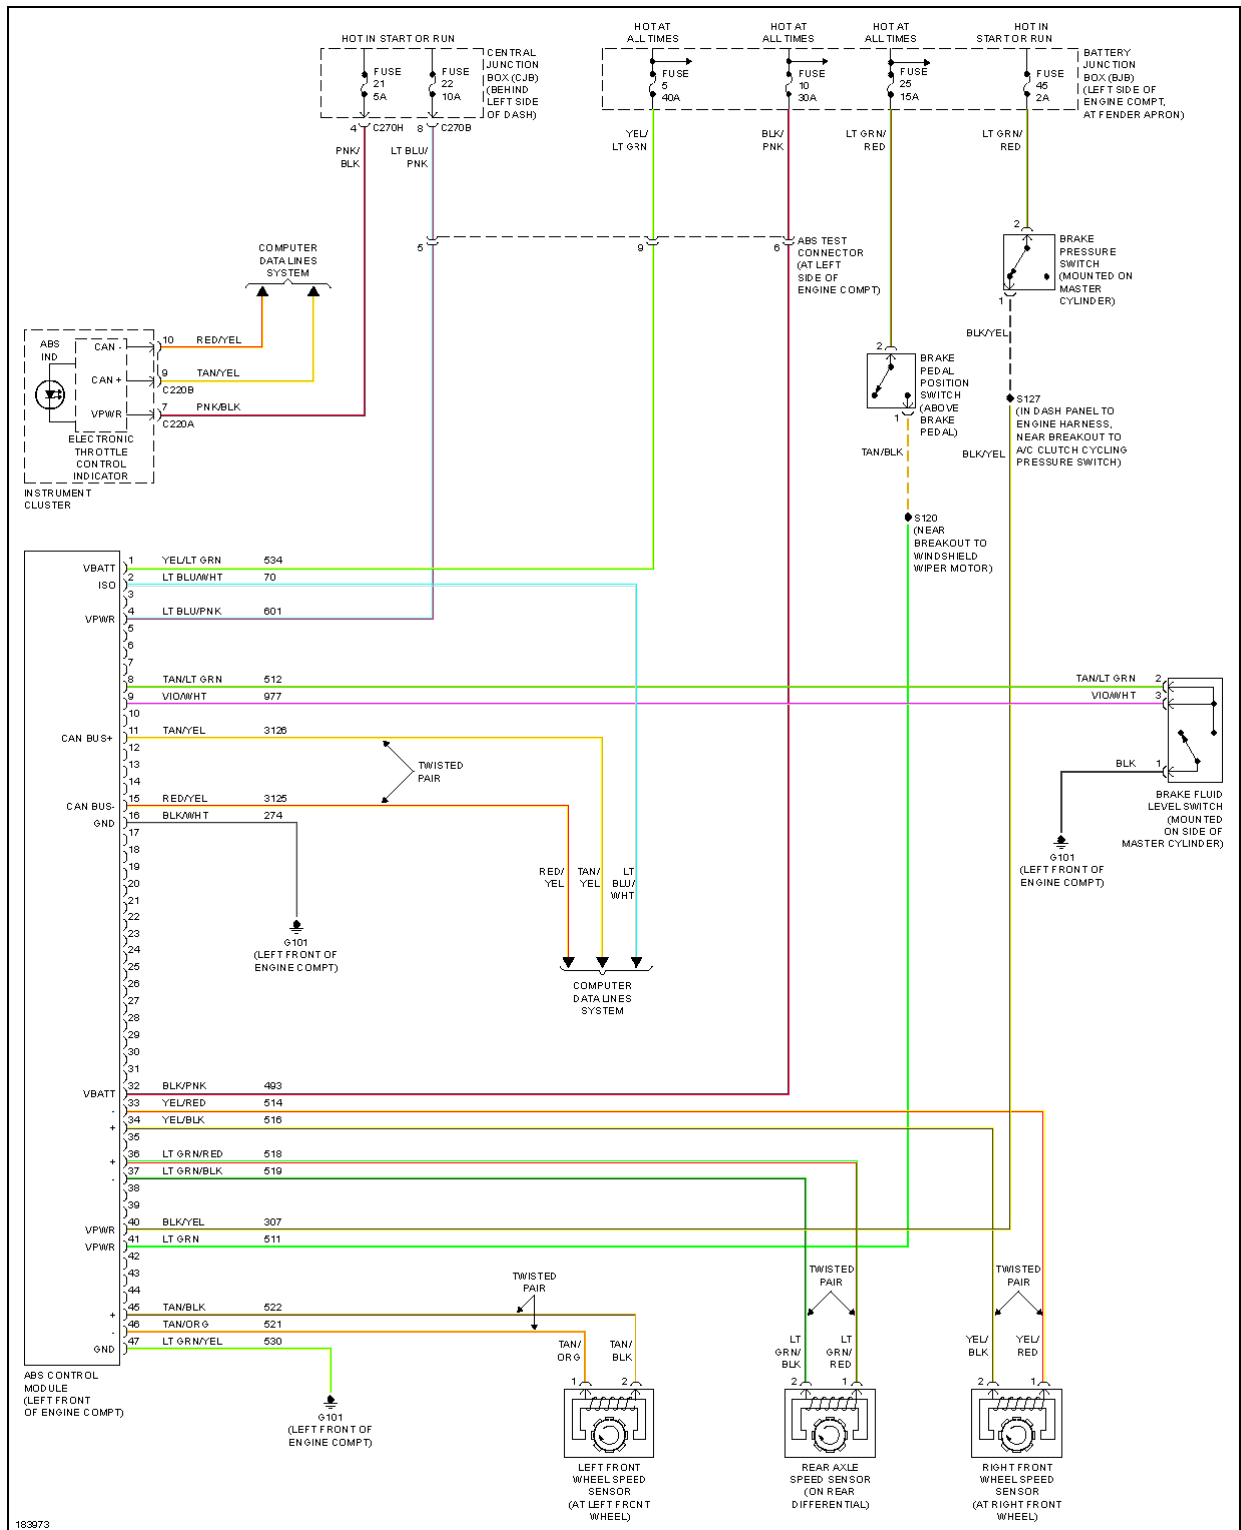 HOT IN START OR RUN
HOT AT
ALL TIMES
HOT AT
ALL TIMES
HOT AT
ALL TIMES
HOT IN
START OR RUN
FUSE
21
5A
FUSE
22
10A
CENTRAL
JUNCTION
BOX (CJB)
(BEHIND
LEFT SIDE
OF DASH)
FUSE
5
40A
FUSE
10
30A
FUSE
25
15A
FUSE
45
2A
BATTERY
JUNCTION
BOX (BJB)
(LEFT SIDE OF
ENGINE COMPT,
AT FENDER APRON)
4 C270H
8 C270B
PNK/
BLK
LT BLU/
PNK
YEL/
LT GRN
BLK/
PNK
LT GRN/
RED
LT GRN/
RED
5
9
6
ABS TEST
CONNECTOR
(AT LEFT
SIDE OF
ENGINE COMPT)
2
BRAKE
PRESSURE
SWITCH
(MOUNTED ON
MASTER
CYLINDER)
1
BLK/YEL
COMPUTER
DATA LINES
SYSTEM
ABS
IND
CAN -
10 RED/YEL
CAN +
9 TAN/YEL
C220B
VPWR
7 PNK/BLK
C220A
ELECTRONIC
THROTTLE
CONTROL
INDICATOR
INSTRUMENT
CLUSTER
2
BRAKE
PEDAL
POSITION
SWITCH
(ABOVE
BRAKE
PEDAL)
1
TAN/BLK
S127
(IN DASH PANEL TO
ENGINE HARNESS,
NEAR BREAKOUT TO
A/C CLUTCH CYCLING
PRESSURE SWITCH)
BLK/YEL
S120
(NEAR
BREAKOUT TO
WINDSHIELD
WIPER MOTOR)
VBATT 1 YEL/LT GRN 534
ISO 2 LT BLU/WHT 70
3
VPWR 4 LT BLU/PNK 601
5
6
7
8 TAN/LT GRN 512
9 VIO/WHT 977
10
CAN BUS+ 11 TAN/YEL 3126
12
13
14
CAN BUS- 15 RED/YEL 3125
GND 16 BLK/WHT 274
17
18
19
20
21
22
23
24
25
26
27
28
29
30
31
VBATT 32 BLK/PNK 493
- 33 YEL/RED 514
+ 34 YEL/BLK 516
35
+ 36 LT GRN/RED 518
- 37 LT GRN/BLK 519
38
39
VPWR 40 BLK/YEL 307
VPWR 41 LT GRN 511
42
43
44
+ 45 TAN/BLK 522
- 46 TAN/ORG 521
GND 47 LT GRN/YEL 530
ABS CONTROL
MODULE
(LEFT FRONT
OF ENGINE COMPT)
TWISTED
PAIR
TAN/LT GRN 2
VIO/WHT 3
BLK 1
BRAKE FLUID
LEVEL SWITCH
(MOUNTED
ON SIDE OF
MASTER CYLINDER)
G101
(LEFT FRONT OF
ENGINE COMPT)
RED/
YEL
TAN/
YEL
LT
BLU/
WHT
G101
(LEFT FRONT OF
ENGINE COMPT)
COMPUTER
DATA LINES
SYSTEM
TWISTED
PAIR
TWISTED
PAIR
TWISTED
PAIR
TAN/
ORG
TAN/
BLK
LT
GRN/
BLK
LT
GRN/
RED
YEL/
BLK
YEL/
RED
1 2
2 1
2 1
G101
(LEFT FRONT OF
ENGINE COMPT)
LEFT FRONT
WHEEL SPEED
SENSOR
(AT LEFT FRONT
WHEEL)
REAR AXLE
SPEED SENSOR
(ON REAR
DIFFERENTIAL)
RIGHT FRONT
WHEEL SPEED
SENSOR
(AT RIGHT FRONT
WHEEL)
183973